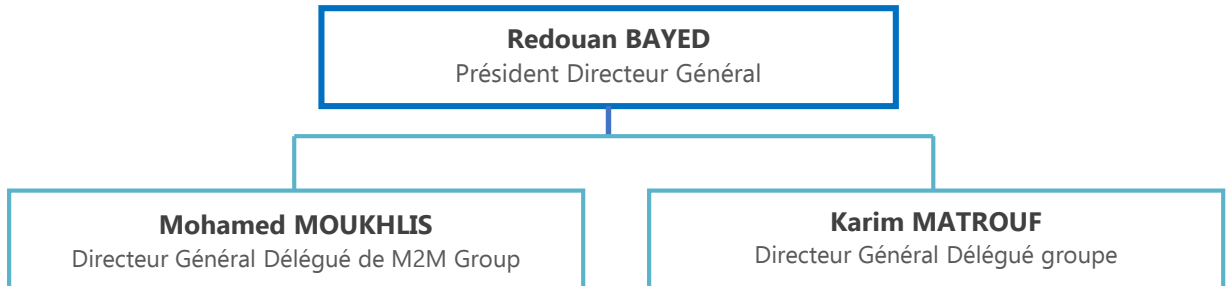 Redouan BAYED
Président Directeur Général
Mohamed MOUKHLIS
Directeur Général Délégué de M2M Group
Karim MATROUF
Directeur Général Délégué groupe